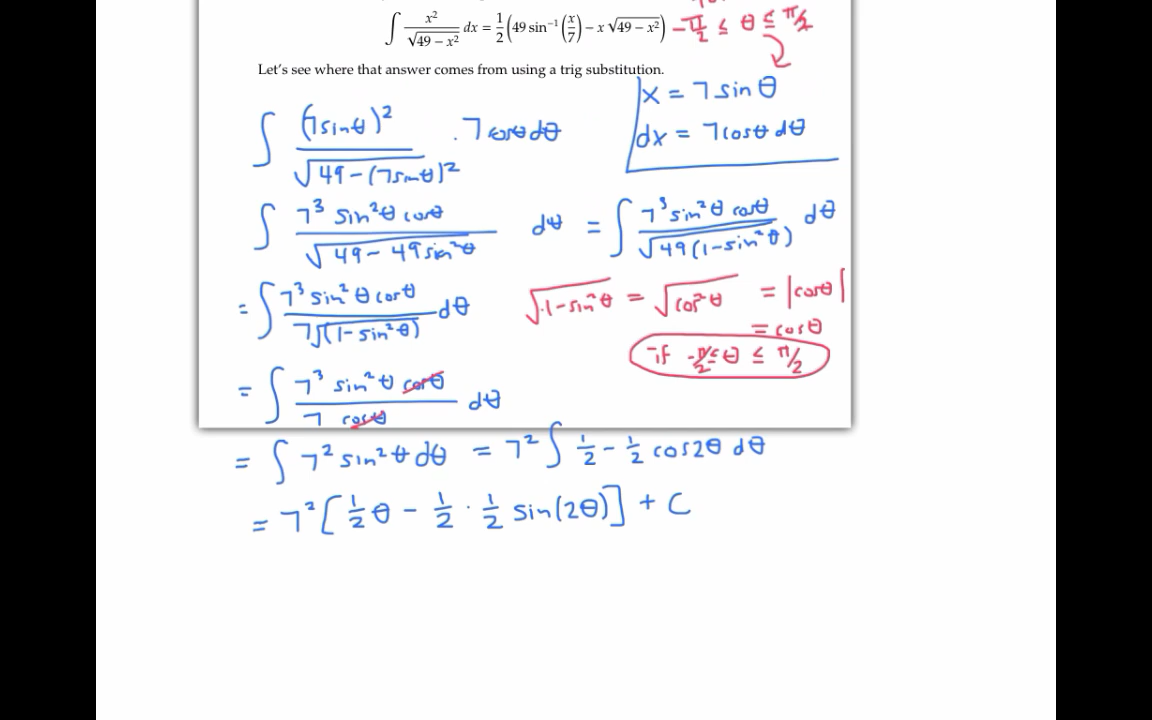 ∫ x²/√(49 − x²) dx = 1/2 (49 sin⁻¹ (x/7) − x √(49 − x²)) -π/2 ≤ θ ≤ π/2
Let's see where that answer comes from using a trig substitution.
x = 7 sin θ
dx = 7 cos θ dθ
∫ (7 sin θ)²/√(49 − (7 sin θ)²) · 7 cos θ dθ
∫ 7³ sin²θ cos θ/√(49 − 49 sin²θ) dθ = ∫ 7³ sin²θ cos θ/√(49 (1 − sin²θ)) dθ
= ∫ 7³ sin²θ cos θ/7√(1 − sin²θ) dθ
√(1 − sin²θ) = √(cos²θ) = |cos θ|
= cos θ
if -π/2 ≤ θ ≤ π/2
= ∫ 7³ sin²θ cos θ/7 cos θ dθ
= ∫ 7² sin²θ dθ = 7² ∫ 1/2 − 1/2 cos 2θ dθ
= 7² [1/2 θ − 1/2 · 1/2 sin(2θ)] + C